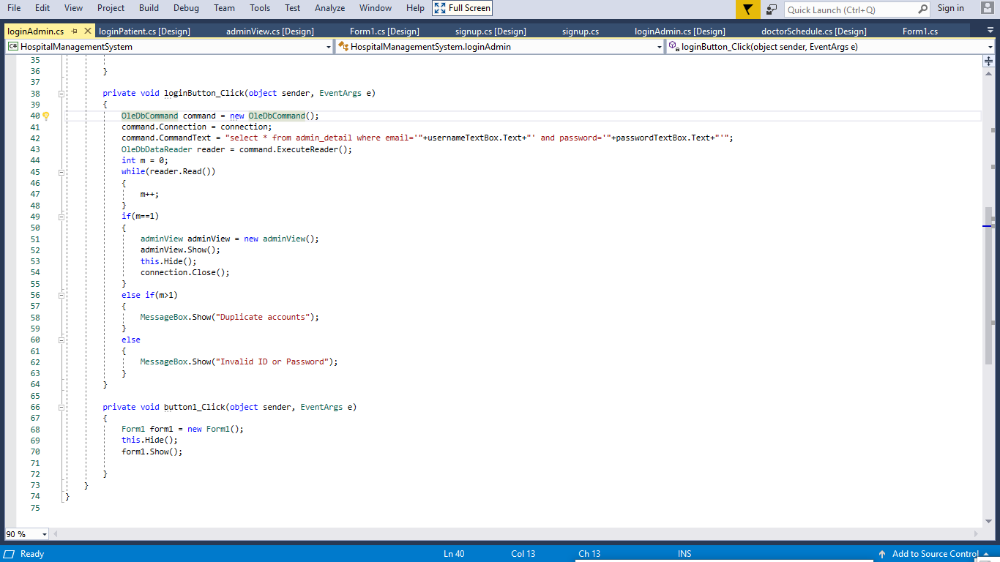 File Edit View Project Build Debug Team Tools Test Analyze Window Help Full Screen Quick Launch (Ctrl+Q) Sign in
loginAdmin.cs loginPatient.cs [Design] adminView.cs [Design] Form1.cs [Design] signup.cs [Design] signup.cs loginAdmin.cs [Design] doctorSchedule.cs [Design] Form1.cs
C# HospitalManagementSystem HospitalManagementSystem.loginAdmin loginButton_Click(object sender, EventArgs e)
35
36 }
37
38 private void loginButton_Click(object sender, EventArgs e)
39 {
40 OleDbCommand command = new OleDbCommand();
41 command.Connection = connection;
42 command.CommandText = "select * from admin_detail where email='"+usernameTextBox.Text+"' and password='"+passwordTextBox.Text+"'";
43 OleDbDataReader reader = command.ExecuteReader();
44 int m = 0;
45 while(reader.Read())
46 {
47 m++;
48 }
49 if(m==1)
50 {
51 adminView adminView = new adminView();
52 adminView.Show();
53 this.Hide();
54 connection.Close();
55 }
56 else if(m>1)
57 {
58 MessageBox.Show("Duplicate accounts");
59 }
60 else
61 {
62 MessageBox.Show("Invalid ID or Password");
63 }
64 }
65
66 private void button1_Click(object sender, EventArgs e)
67 {
68 Form1 form1 = new Form1();
69 this.Hide();
70 form1.Show();
71
72 }
73 }
74 }
75
90 %
Ready Ln 40 Col 13 Ch 13 INS Add to Source Control